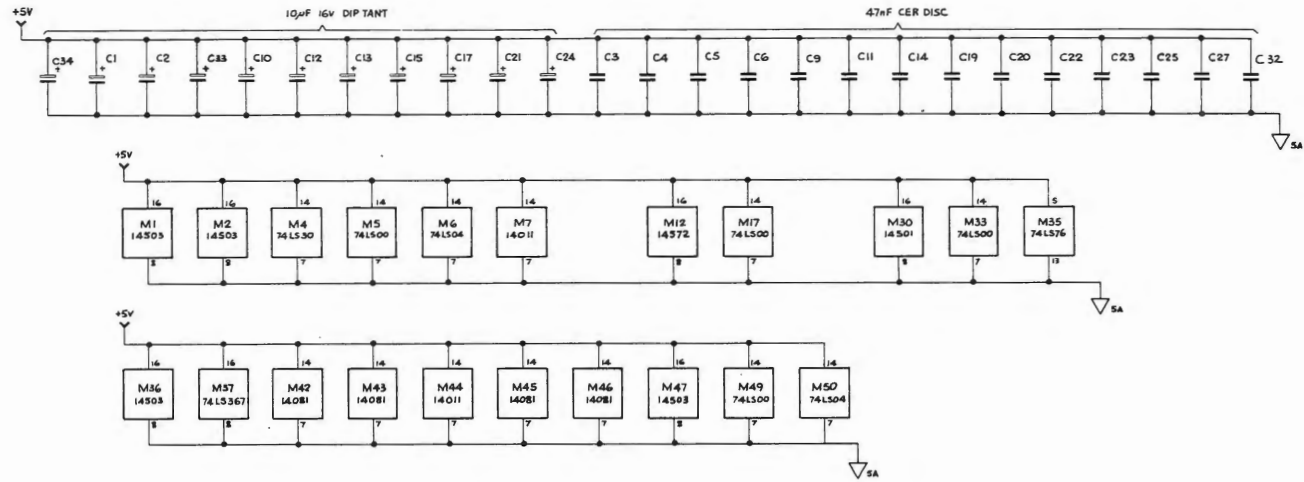 +5V
10µF 16V DIP TANT
47nF CER DISC
C34 C1 C2 C33 C10 C12 C13 C15 C17 C21 C24 C3 C4 C5 C6 C9 C11 C14 C19 C20 C22 C23 C25 C27 C32
+ + + + + + + + + + +
5A
+5V
16 16 14 14 14 14 16 14 16 14 5
M1 M2 M4 M5 M6 M7 M12 M17 M30 M33 M35
14503 14503 74LS30 74LS00 74LS04 14011 14572 74LS00 14501 74LS00 74LS76
8 8 7 7 7 7 8 7 8 7 13
5A
+5V
16 16 14 14 14 14 14 16 14 14
M36 M37 M42 M43 M44 M45 M46 M47 M49 M50
14503 74LS367 14081 14081 14011 14081 14081 14503 74LS00 74LS04
8 8 7 7 7 7 7 8 7 7
5A